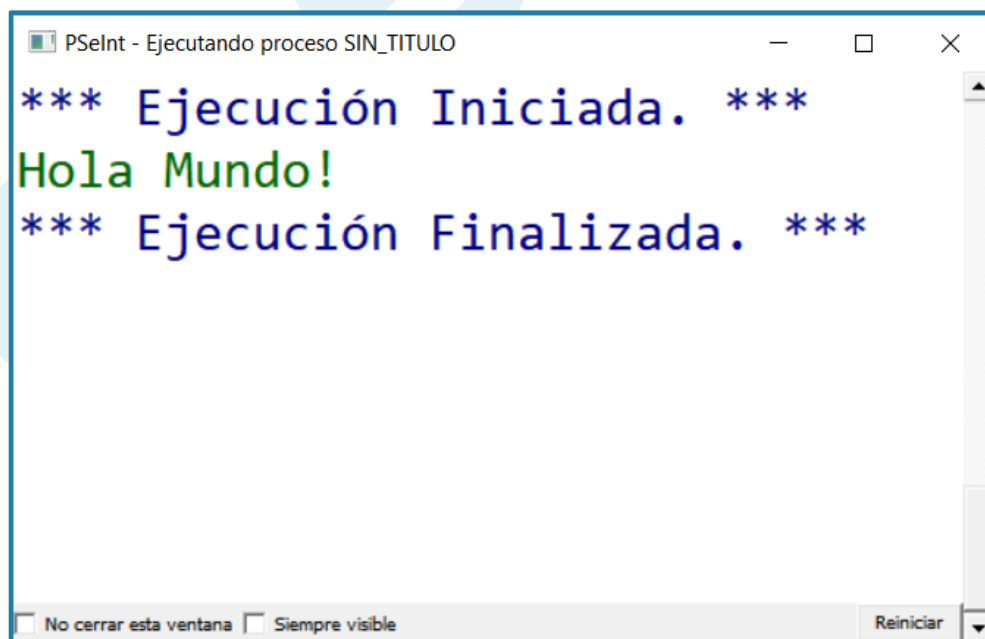 PSeInt - Ejecutando proceso SIN_TITULO
*** Ejecución Iniciada. ***
Hola Mundo!
*** Ejecución Finalizada. ***
No cerrar esta ventana Siempre visible Reiniciar